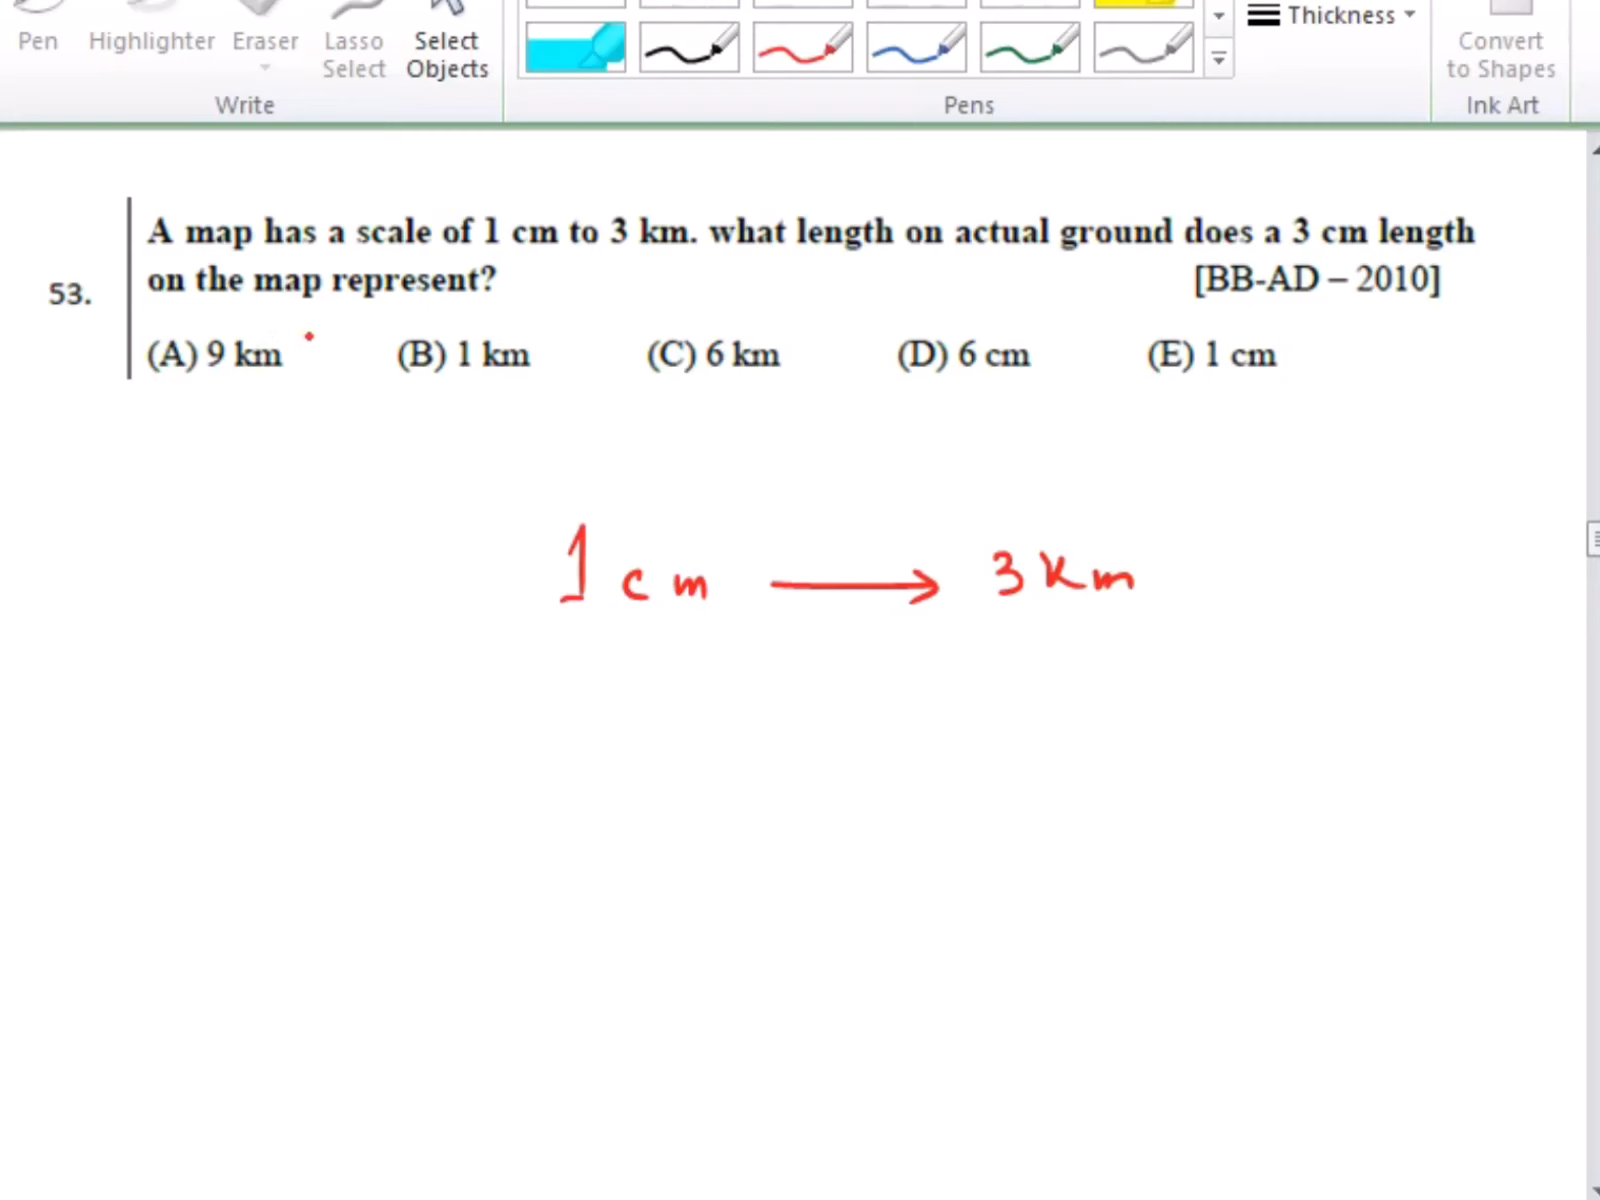 Pen Highlighter Eraser Lasso Select Select Objects Thickness Convert to Shapes
Write Pens Ink Art
53. A map has a scale of 1 cm to 3 km. what length on actual ground does a 3 cm length
on the map represent? [BB-AD – 2010]
(A) 9 km (B) 1 km (C) 6 km (D) 6 cm (E) 1 cm
1 cm → 3 km